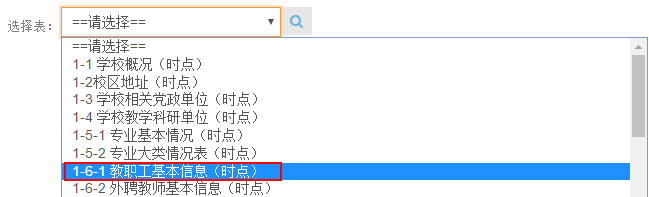 选择表： ==请选择==
==请选择==
1-1 学校概况（时点）
1-2校区地址（时点）
1-3 学校相关党政单位（时点）
1-4 学校教学科研单位（时点）
1-5-1 专业基本情况（时点）
1-5-2 专业大类情况表（时点）
1-6-1 教职工基本信息（时点）
1-6-2 外聘教师基本信息（时点）